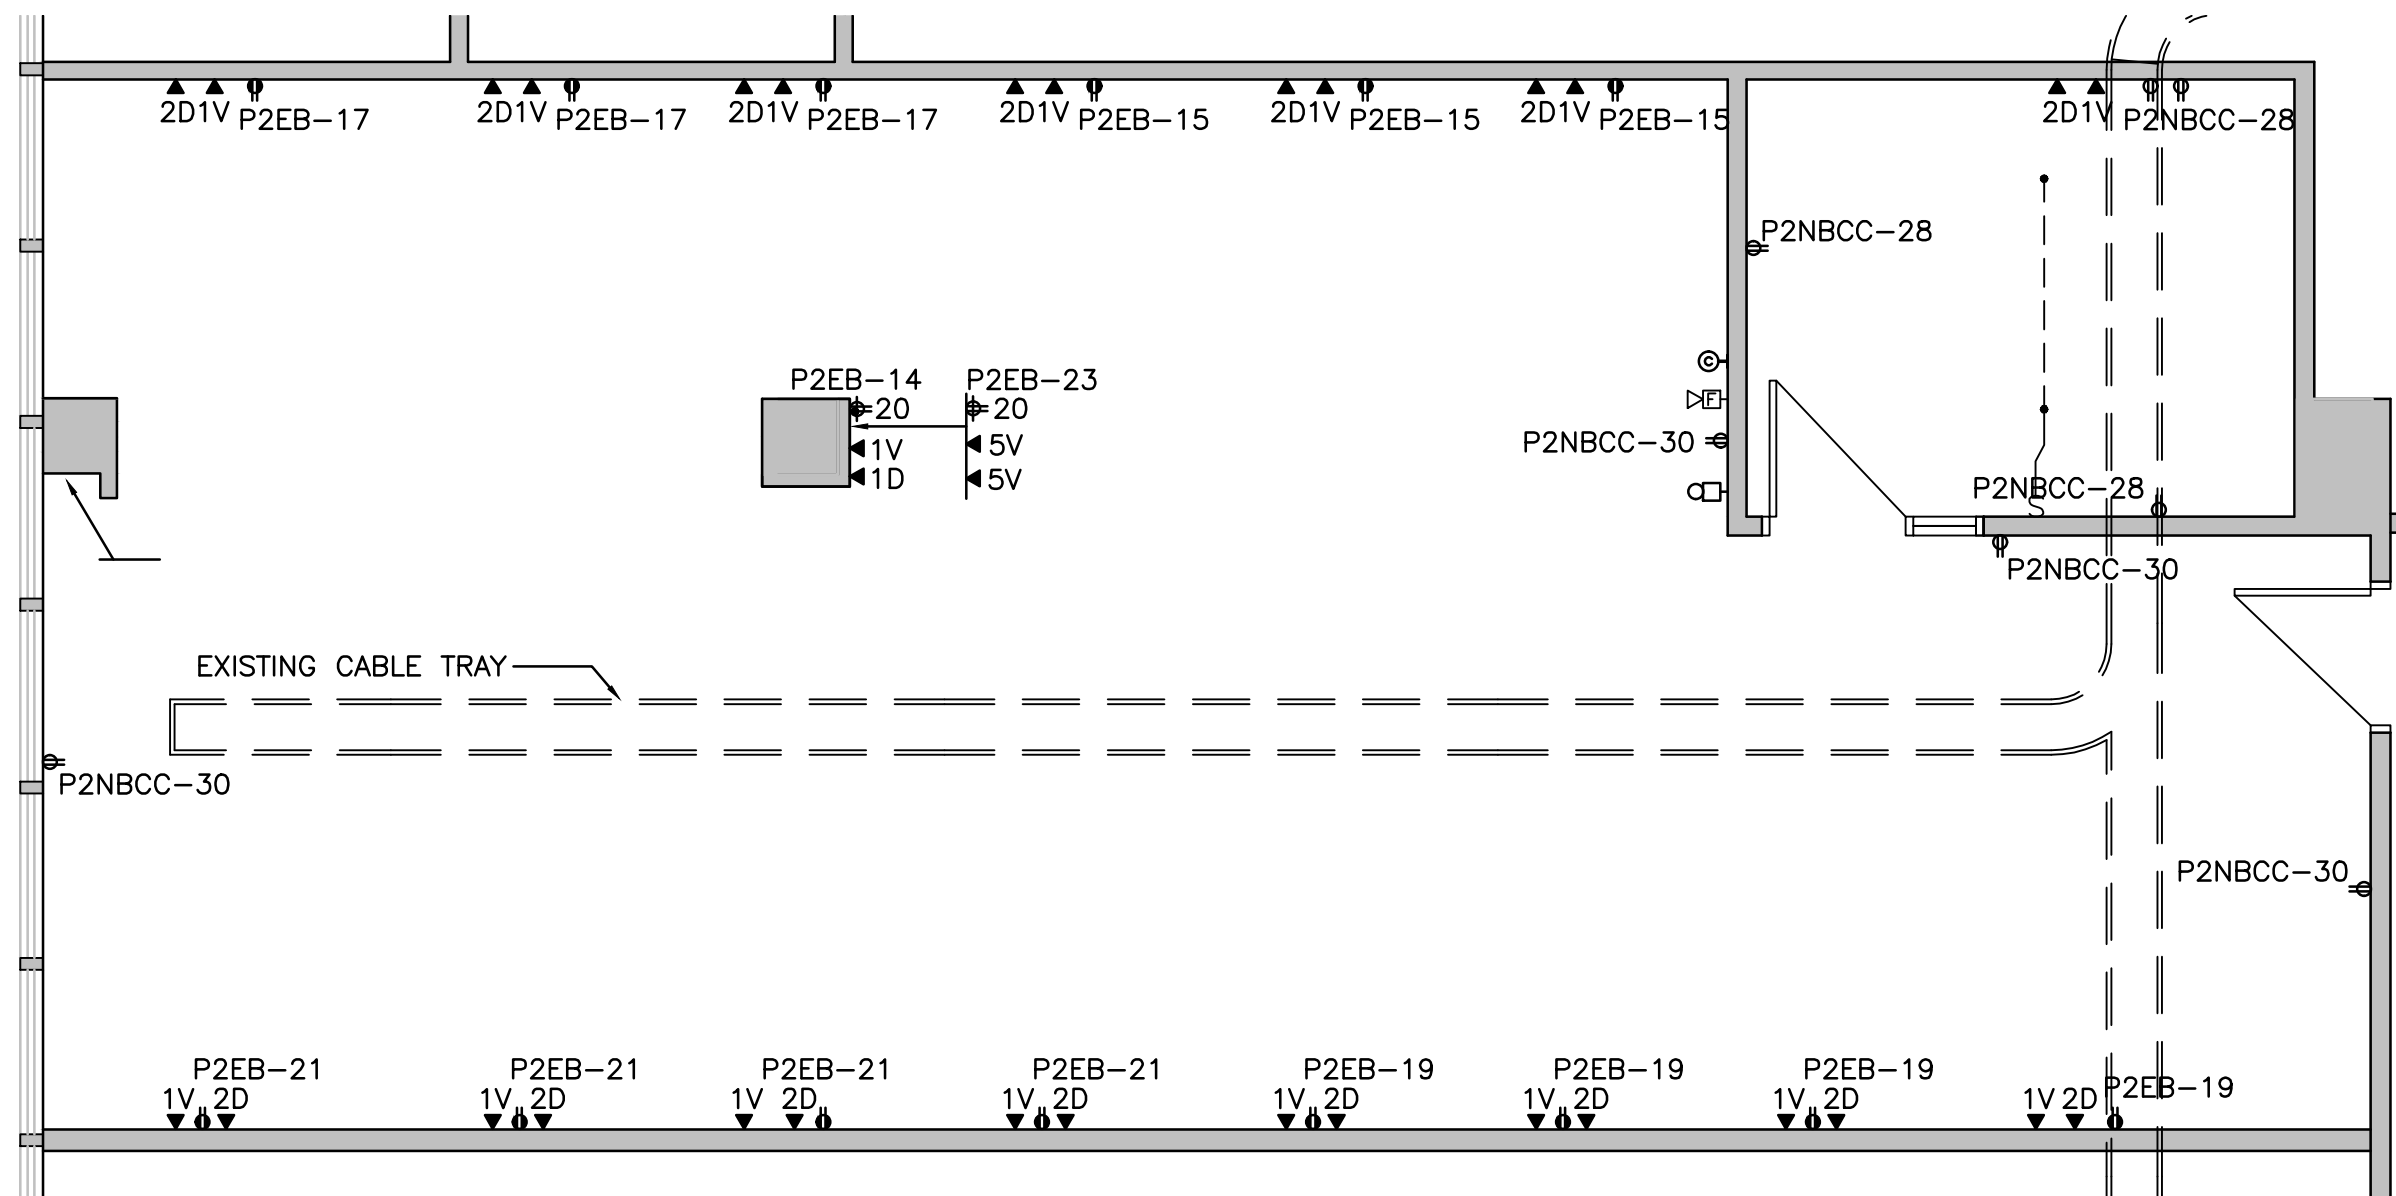 2D1V P2EB-17
2D1V P2EB-17
2D1V P2EB-17
2D1V P2EB-15
2D1V P2EB-15
2D1V P2EB-15
2D1V P2NBCC-28
P2NBCC-28
C
F
P2EB-14
20
1V
1D
P2EB-23
20
5V
5V
P2NBCC-30
P2NBCC-28
S
P2NBCC-30
EXISTING CABLE TRAY
P2NBCC-30
P2NBCC-30
P2EB-21
1V 2D
P2EB-21
1V 2D
P2EB-21
1V 2D
P2EB-21
1V 2D
P2EB-19
1V 2D
P2EB-19
1V 2D
P2EB-19
1V 2D
P2EB-19
1V 2D